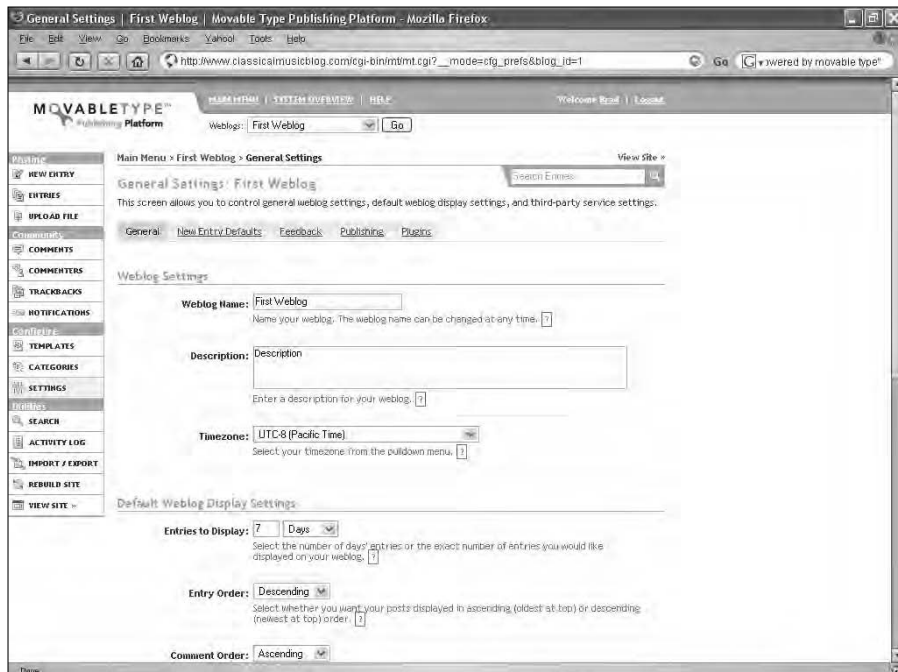 General Settings | First Weblog | Movable Type Publishing Platform - Mozilla Firefox
File Edit View Go Bookmarks Yahoo! Tools Help
http://www.classicalmusicblog.com/cgi-bin/mt/mt.cgi?__mode=cfg_prefs&blog_id=1
Go
owered by movable type"
MOVABLETYPE™
Publishing Platform
MAIN MENU | SYSTEM OVERVIEW | HELP
Welcome Brad | Logout
Weblogs: First Weblog Go
Main Menu > First Weblog > General Settings
View Site »
General Settings: First Weblog
Search Entries
This screen allows you to control general weblog settings, default weblog display settings, and third-party service settings.
General New Entry Defaults Feedback Publishing Plugins
Posting
NEW ENTRY
ENTRIES
UPLOAD FILE
Community
COMMENTS
COMMENTERS
TRACKBACKS
NOTIFICATIONS
Configure
TEMPLATES
CATEGORIES
SETTINGS
Utilities
SEARCH
ACTIVITY LOG
IMPORT / EXPORT
REBUILD SITE
VIEW SITE »
Weblog Settings
Weblog Name: First Weblog
Name your weblog. The weblog name can be changed at any time. ?
Description: Description
Enter a description for your weblog. ?
Timezone: UTC-8 (Pacific Time)
Select your timezone from the pulldown menu. ?
Default Weblog Display Settings
Entries to Display: 7 Days
Select the number of days' entries or the exact number of entries you would like
displayed on your weblog. ?
Entry Order: Descending
Select whether you want your posts displayed in ascending (oldest at top) or descending
(newest at top) order. ?
Comment Order: Ascending
Done